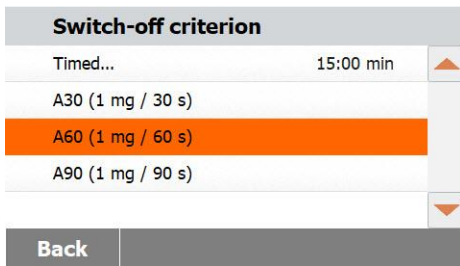 Switch-off criterion
Timed... 15:00 min
A30 (1 mg / 30 s)
A60 (1 mg / 60 s)
A90 (1 mg / 90 s)
Back